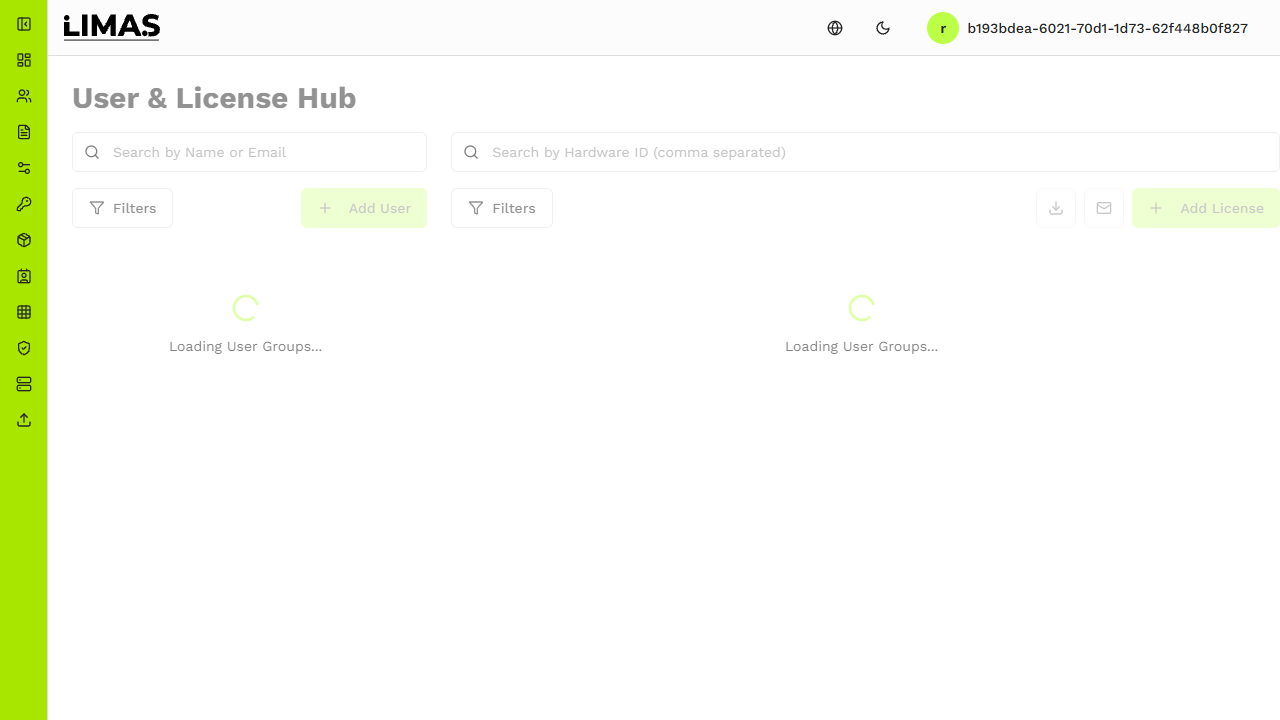 LIMAS
r
b193bdea-6021-70d1-1d73-62f448b0f827
User & License Hub
Search by Name or Email
Search by Hardware ID (comma separated)
Filters
Add User
Filters
Add License
Loading User Groups...
Loading User Groups...